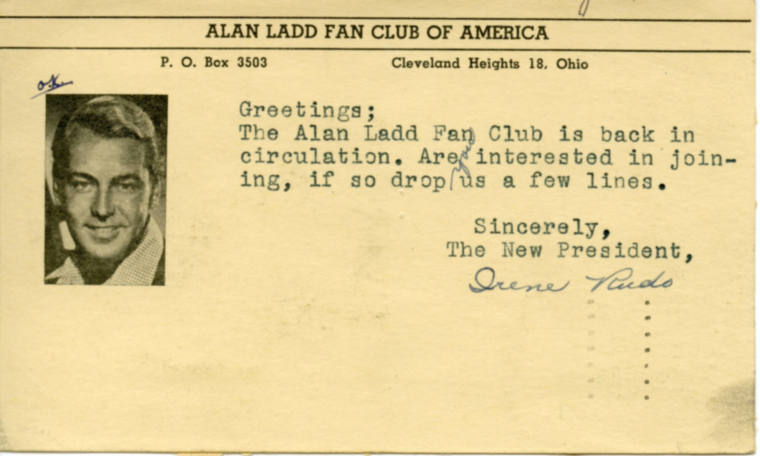 ALAN LADD FAN CLUB OF AMERICA
P. O. Box 3503 Cleveland Heights 18, Ohio
O.K.
Greetings;
The Alan Ladd Fan Club is back in
circulation. Are you interested in join-
ing, if so drop us a few lines.
Sincerely,
The New President,
Irene Rudo